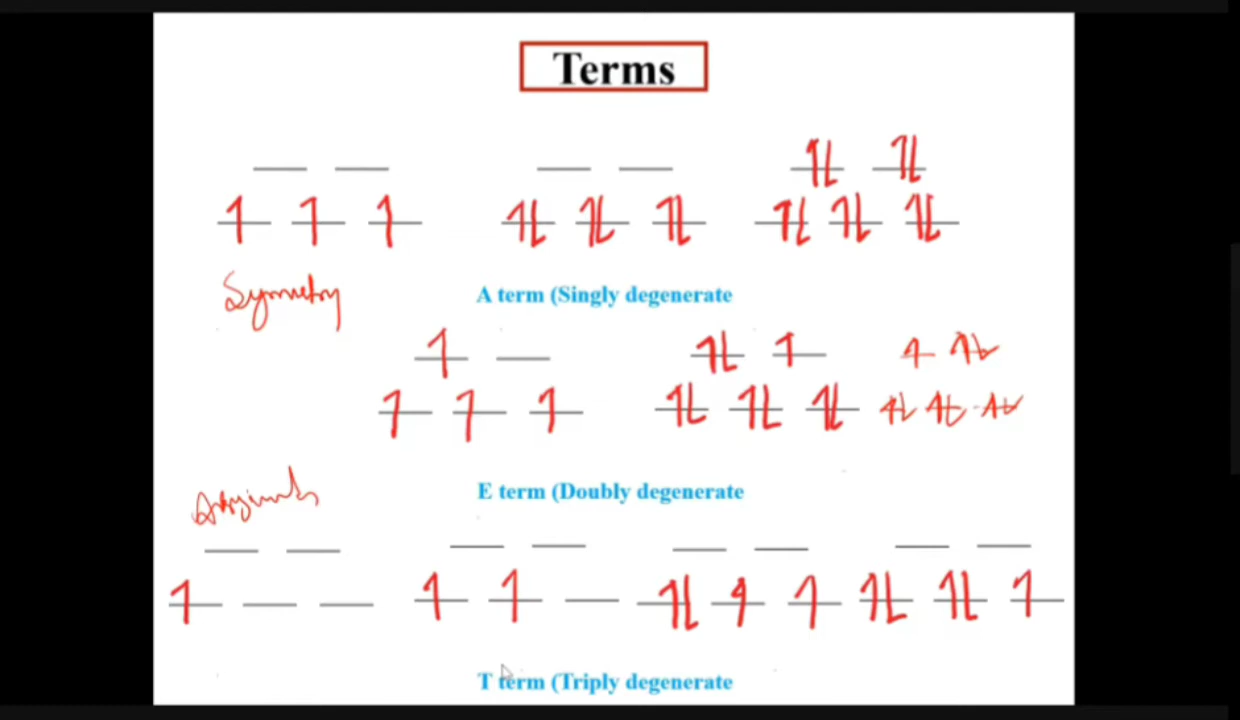 Terms
Symmetry
A term (Singly degenerate
E term (Doubly degenerate
T term (Triply degenerate